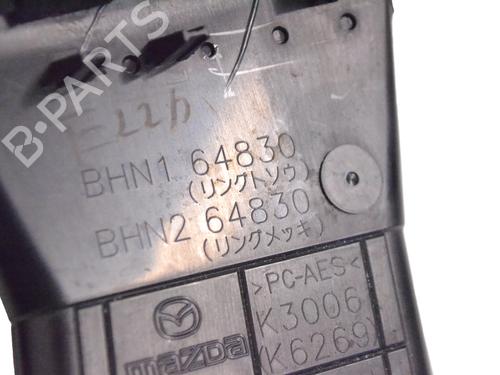 BHN1 64830
(リングトソウ)
BHN2 64830
(リングメッキ)
>PC-AES<
K3006
K6269
mazda
B-PARTS